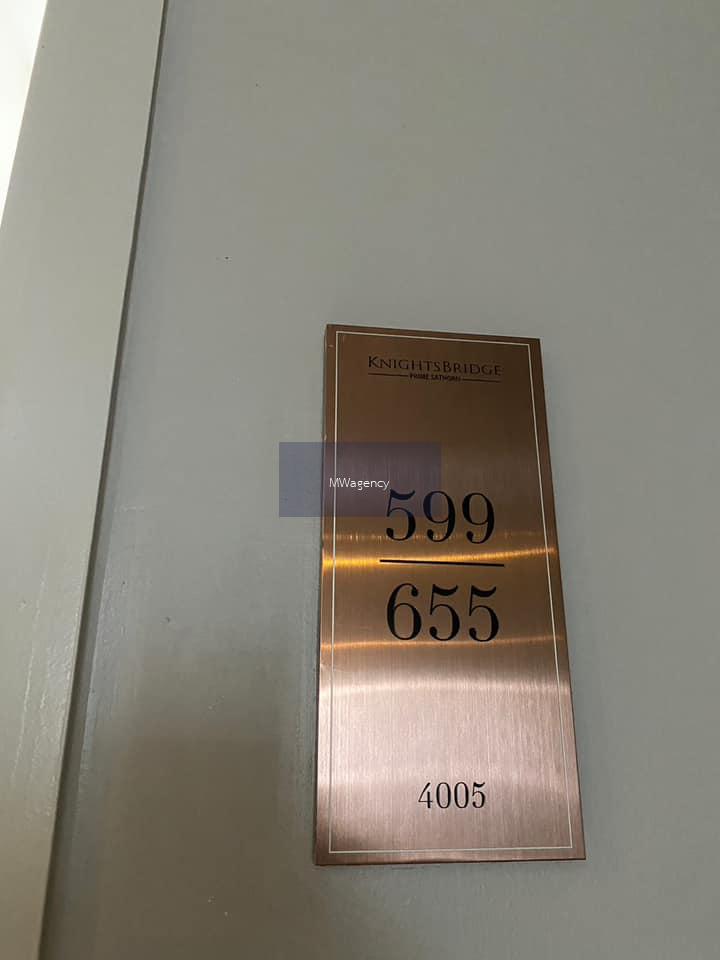 KNIGHTSBRIDGE
PRIME SATHORN
MWagency
599
655
4005